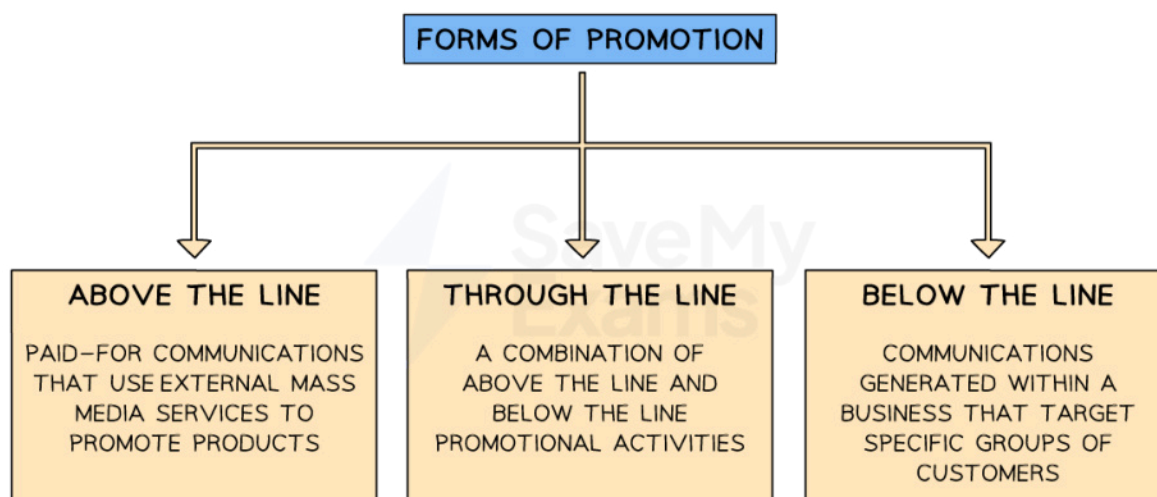 FORMS OF PROMOTION
SaveMy
Exams
ABOVE THE LINE
PAID-FOR COMMUNICATIONS
THAT USE EXTERNAL MASS
MEDIA SERVICES TO
PROMOTE PRODUCTS
THROUGH THE LINE
A COMBINATION OF
ABOVE THE LINE AND
BELOW THE LINE
PROMOTIONAL ACTIVITIES
BELOW THE LINE
COMMUNICATIONS
GENERATED WITHIN A
BUSINESS THAT TARGET
SPECIFIC GROUPS OF
CUSTOMERS